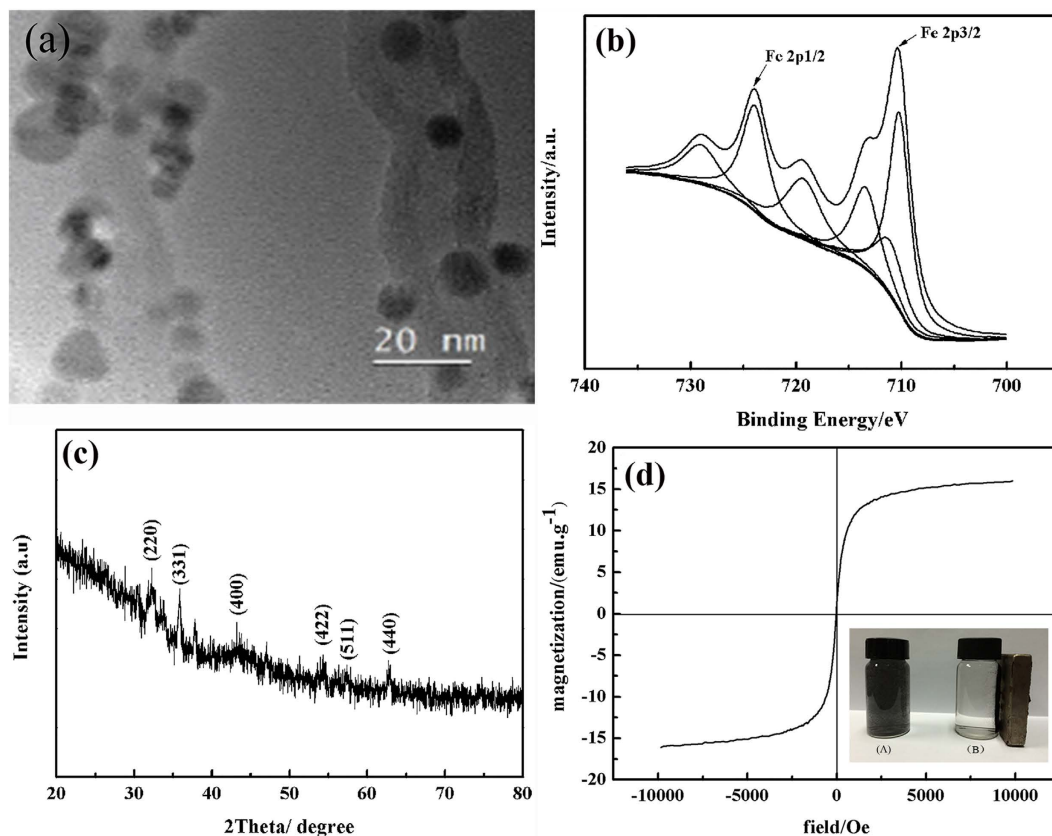 (a)
20 nm
(b)
Fe 2p1/2
Fe 2p3/2
Intensity/a.u.
740
730
720
710
700
Binding Energy/eV
(c)
(220)
(331)
(400)
(422)
(511)
(440)
Intensity (a.u)
20
30
40
50
60
70
80
2Theta/ degree
(d)
magnetization/(emu.g-1)
20
15
10
5
0
-5
-10
-15
-20
-10000
-5000
0
5000
10000
field/Oe
(A)
(B)